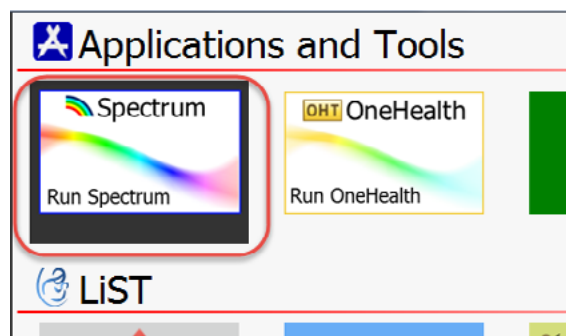 Applications and Tools
Spectrum
Run Spectrum
OHT OneHealth
Run OneHealth
LiST